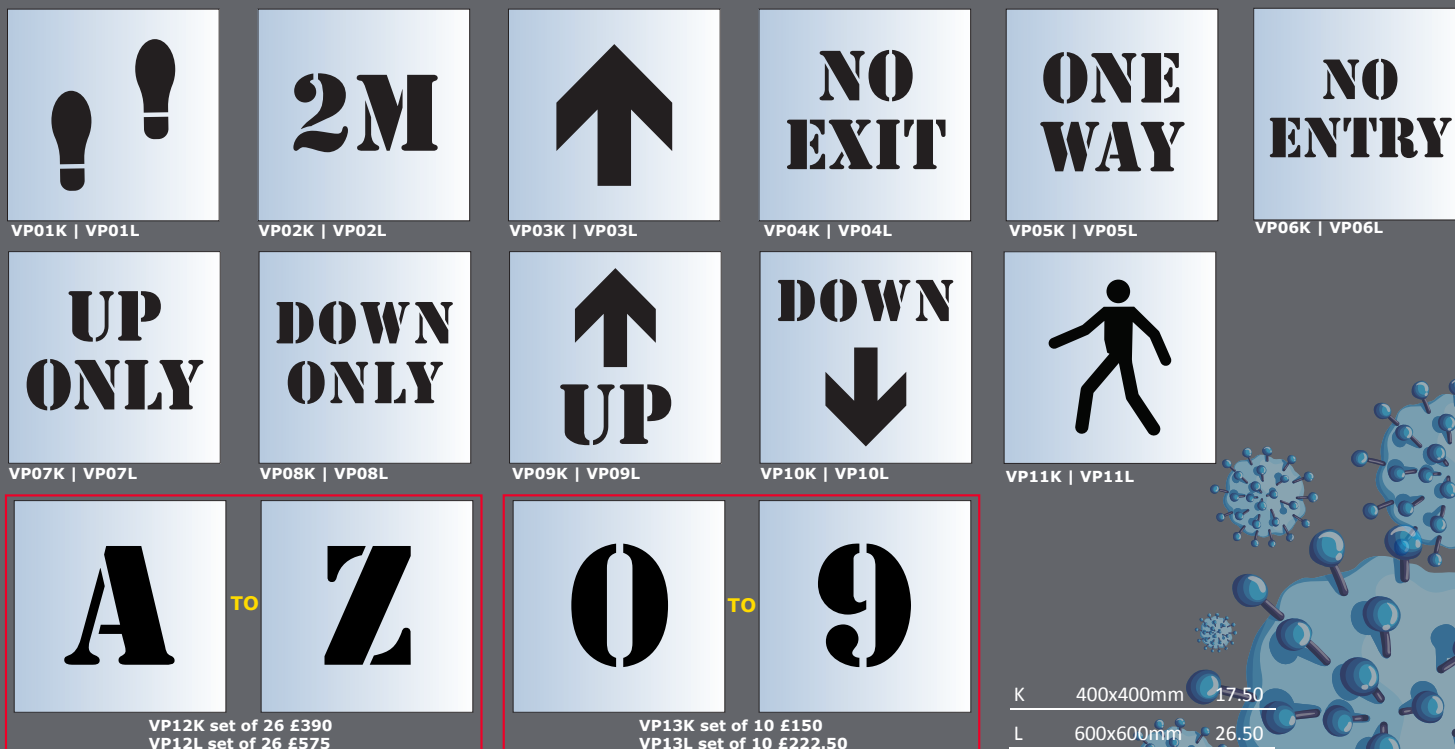 2M
NO
EXIT
ONE
WAY
NO
ENTRY
VP01K | VP01L
VP02K | VP02L
VP03K | VP03L
VP04K | VP04L
VP05K | VP05L
VP06K | VP06L
UP
ONLY
DOWN
ONLY
UP
DOWN
VP07K | VP07L
VP08K | VP08L
VP09K | VP09L
VP10K | VP10L
VP11K | VP11L
A
TO
Z
0
TO
9
VP12K set of 26 £390
VP12L set of 26 £575
VP13K set of 10 £150
VP13L set of 10 £222.50
K 400x400mm 17.50
L 600x600mm 26.50